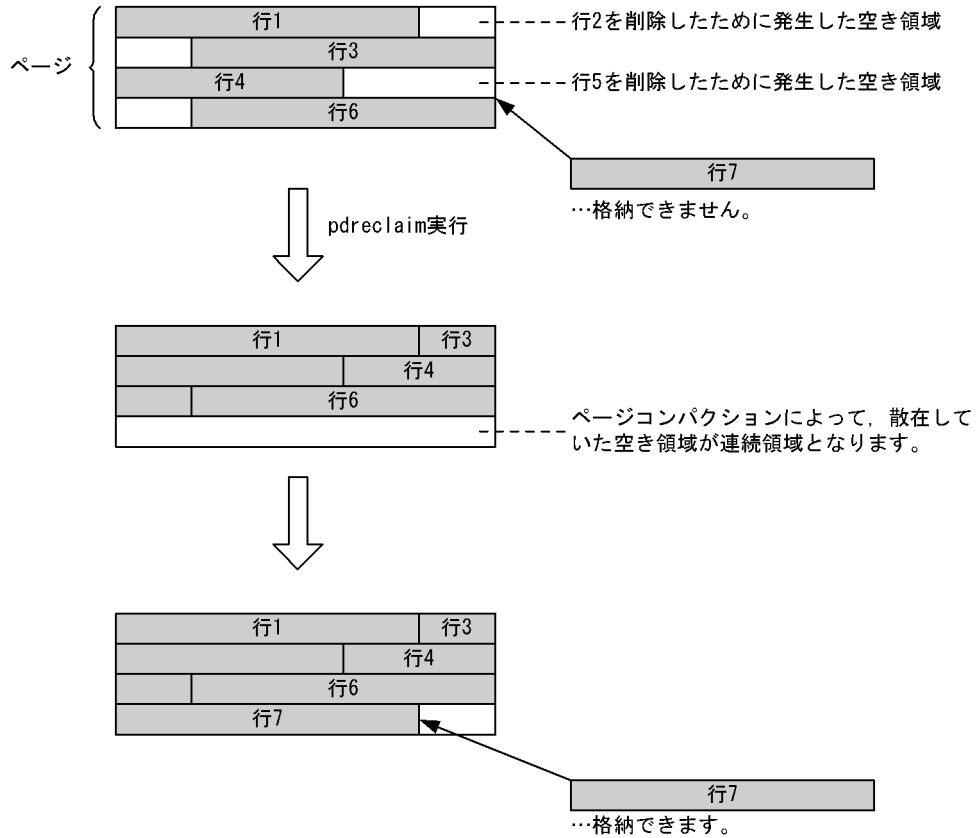 行1
行2を削除したために発生した空き領域
行3
ページ
行4
行5を削除したために発生した空き領域
行6
行7
…格納できません。
pdreclaim実行
行1
行3
行4
行6
ページコンパクションによって，散在して
いた空き領域が連続領域となります。
行1
行3
行4
行6
行7
行7
…格納できます。